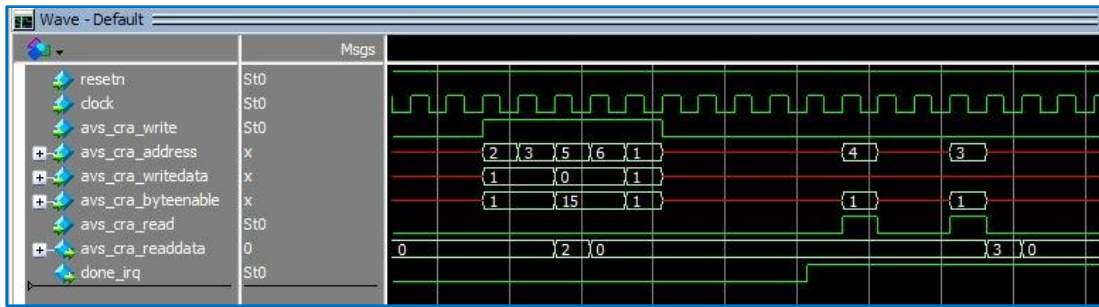 Wave - Default
Msgs
resetn St0
clock St0
avs_cra_write St0
avs_cra_address x 2 3 5 6 1 4 3
avs_cra_writedata x 1 0 1
avs_cra_byteenable x 1 15 1 1 1
avs_cra_read St0
avs_cra_readdata 0 0 2 0 3 0
done_irq St0